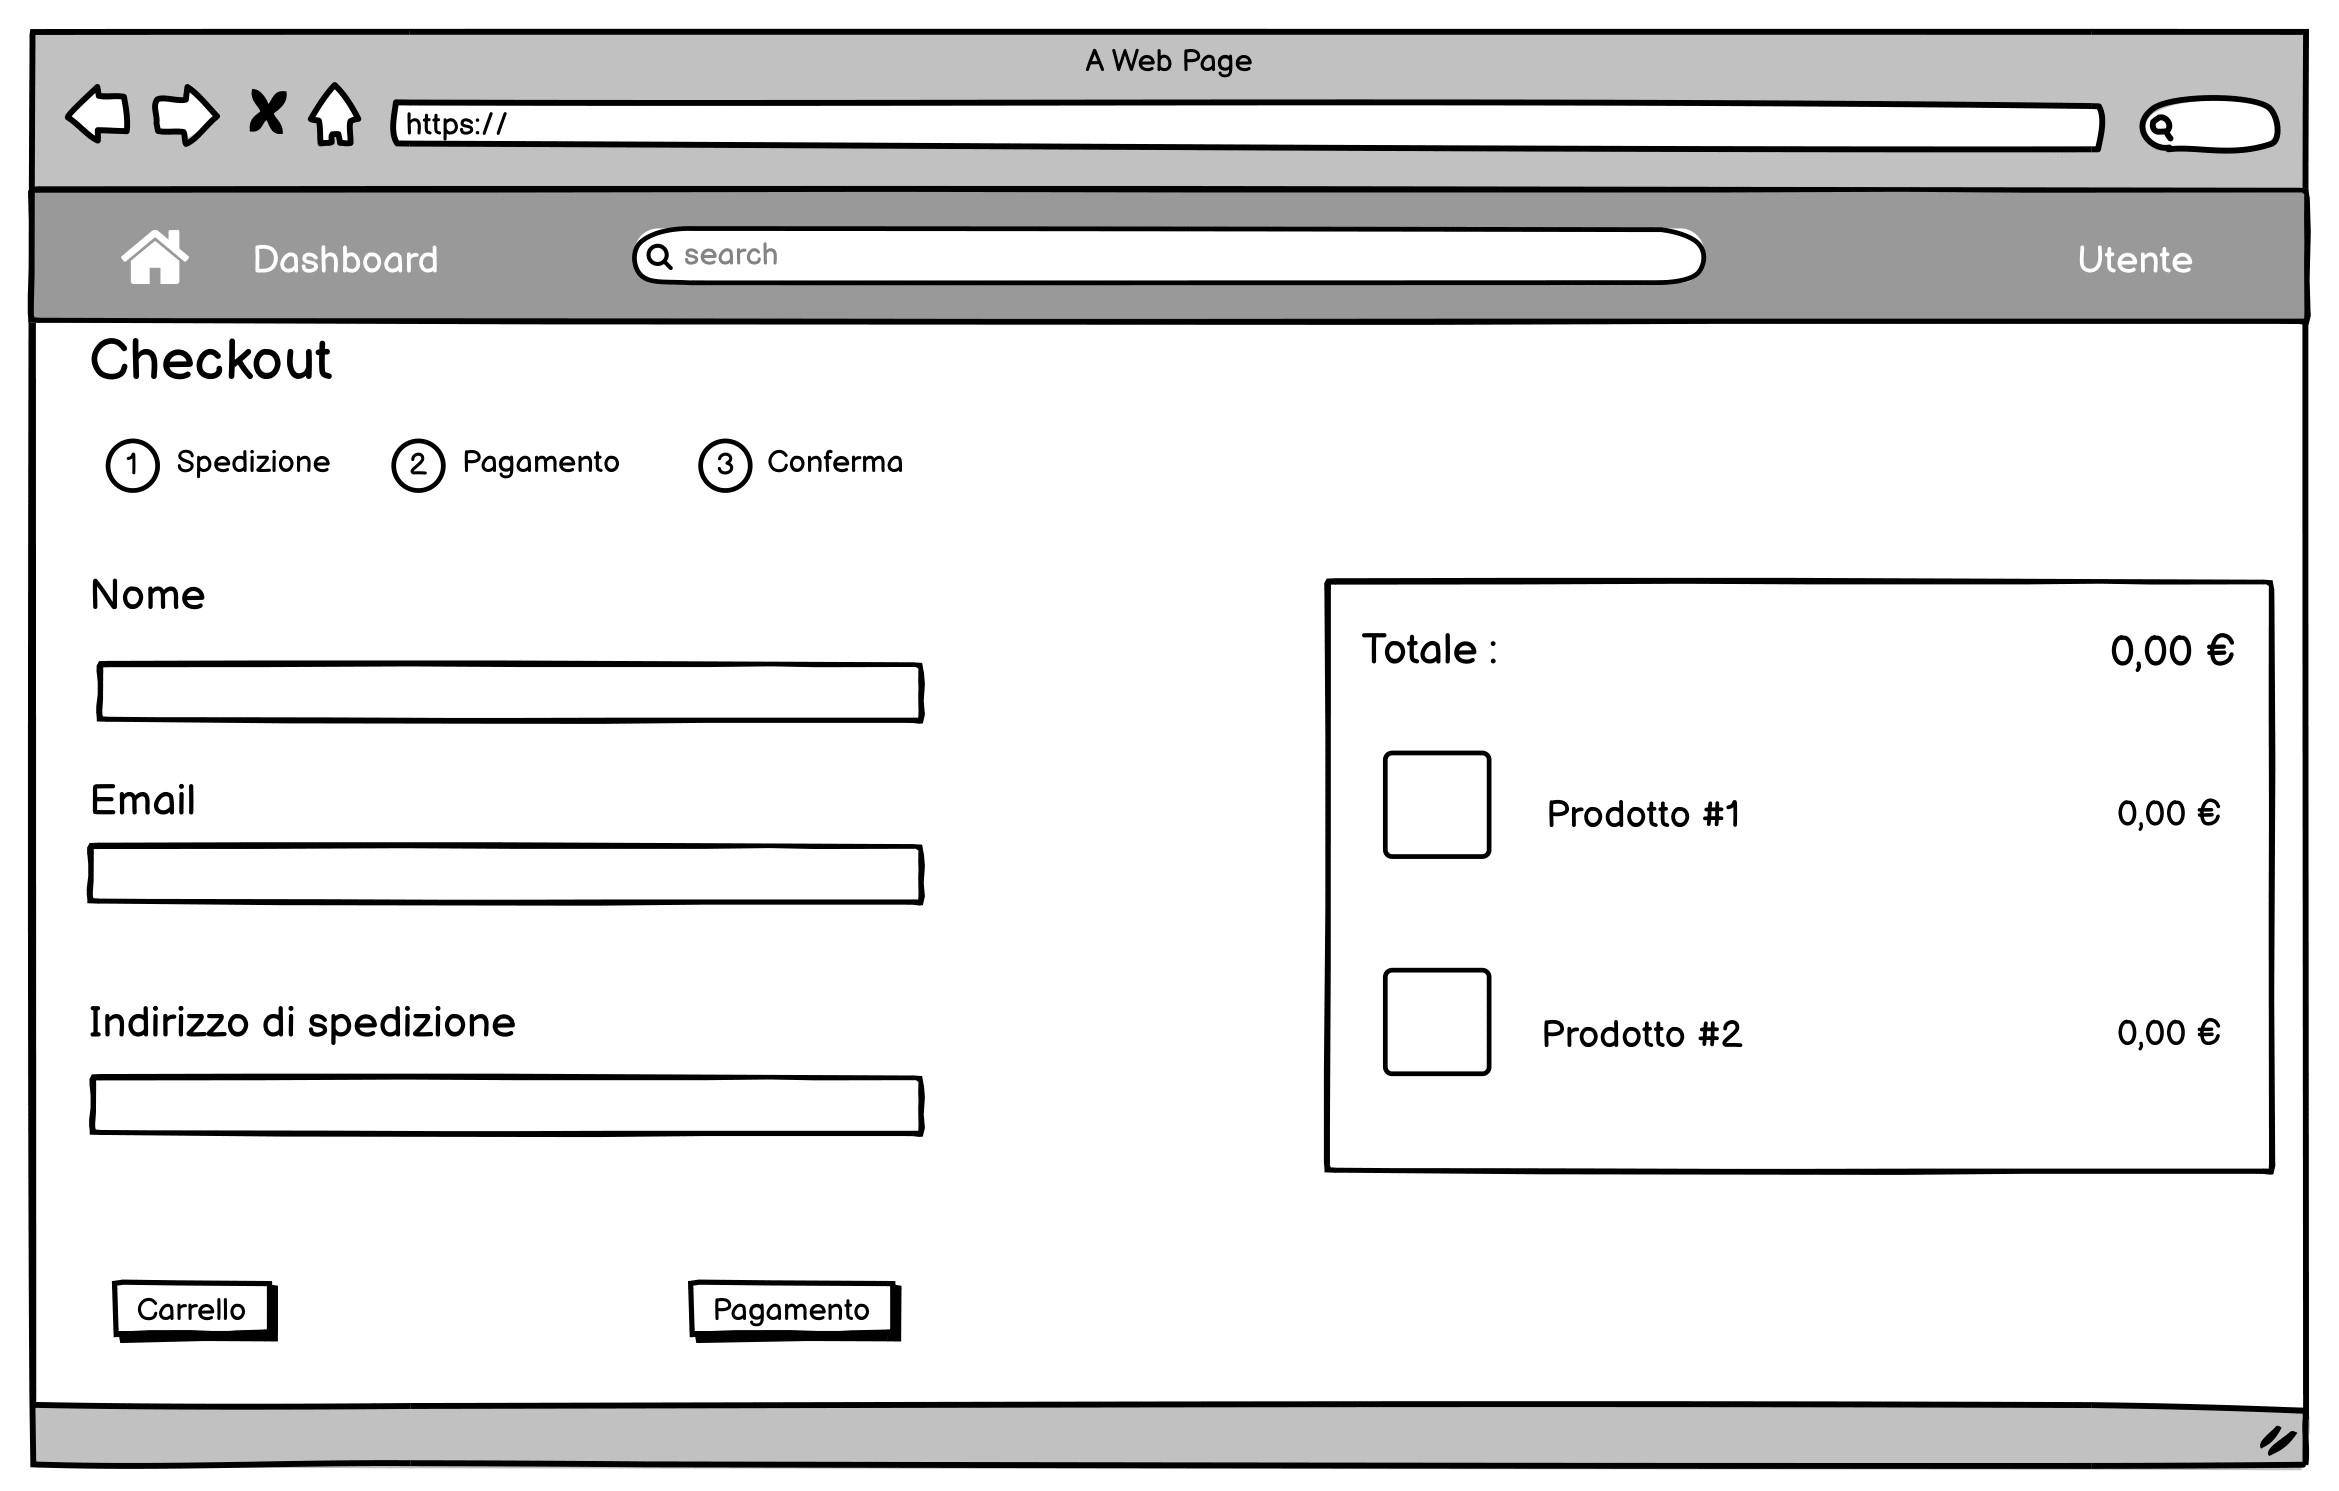 A Web Page
https://
Dashboard
search
Utente
Checkout
1 Spedizione
2 Pagamento
3 Conferma
Nome
Email
Indirizzo di spedizione
Carrello
Pagamento
Totale : 0,00 €
Prodotto #1 0,00 €
Prodotto #2 0,00 €